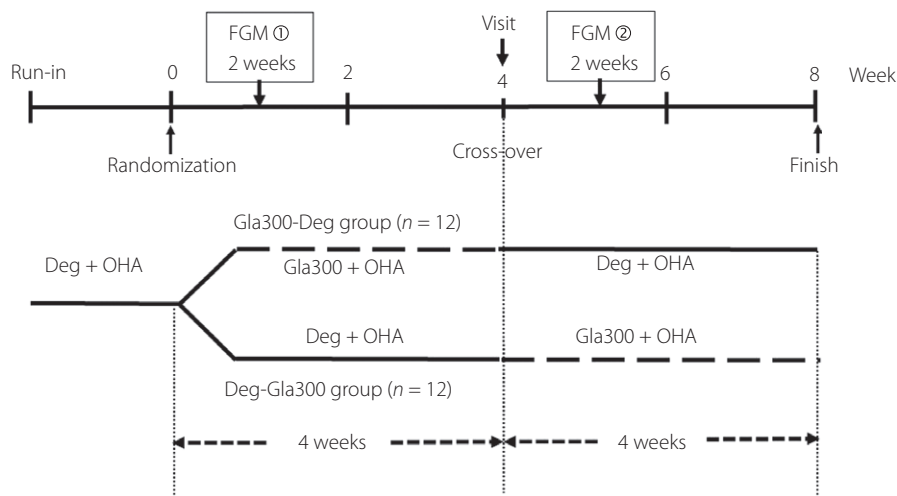 FGM ①
2 weeks
Visit
FGM ②
2 weeks
Run-in
0
2
4
6
8
Week
Randomization
Cross-over
Finish
Gla300-Deg group (n = 12)
Deg + OHA
Gla300 + OHA
Deg + OHA
Deg + OHA
Gla300 + OHA
Deg-Gla300 group (n = 12)
4 weeks
4 weeks